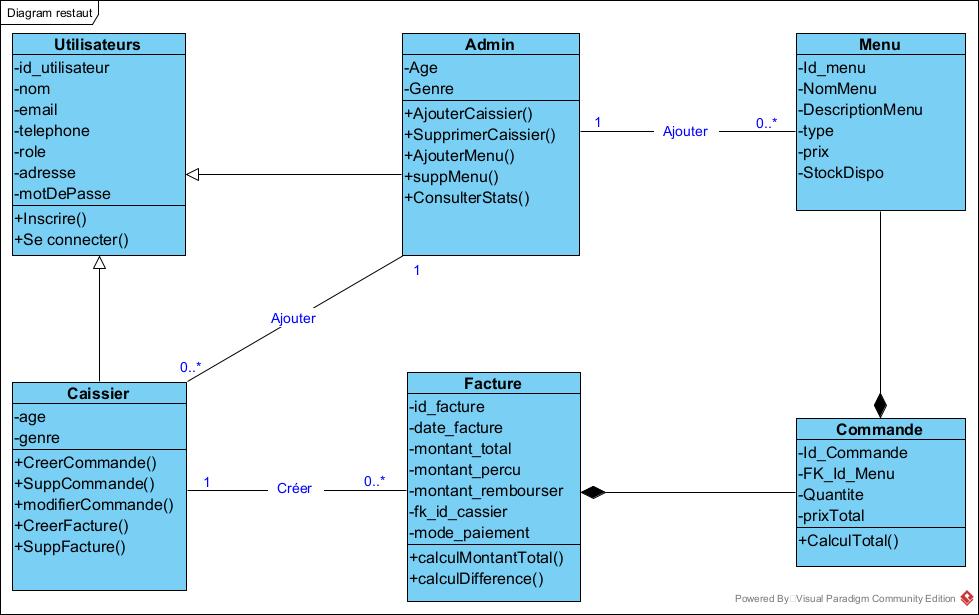 Diagram restaut
Utilisateurs
-id_utilisateur
-nom
-email
-telephone
-role
-adresse
-motDePasse
+Inscrire()
+Se connecter()
Admin
-Age
-Genre
+AjouterCaissier()
+SupprimerCaissier()
+AjouterMenu()
+suppMenu()
+ConsulterStats()
1
Ajouter
0..*
Menu
-Id_menu
-NomMenu
-DescriptionMenu
-type
-prix
-StockDispo
1
Ajouter
0..*
Caissier
-age
-genre
+CreerCommande()
+SuppCommande()
+modifierCommande()
+CreerFacture()
+SuppFacture()
1
Créer
0..*
Facture
-id_facture
-date_facture
-montant_total
-montant_percu
-montant_rembourser
-fk_id_cassier
-mode_paiement
+calculMontantTotal()
+calculDifference()
Commande
-Id_Commande
-FK_Id_Menu
-Quantite
-prixTotal
+CalculTotal()
Powered By Visual Paradigm Community Edition